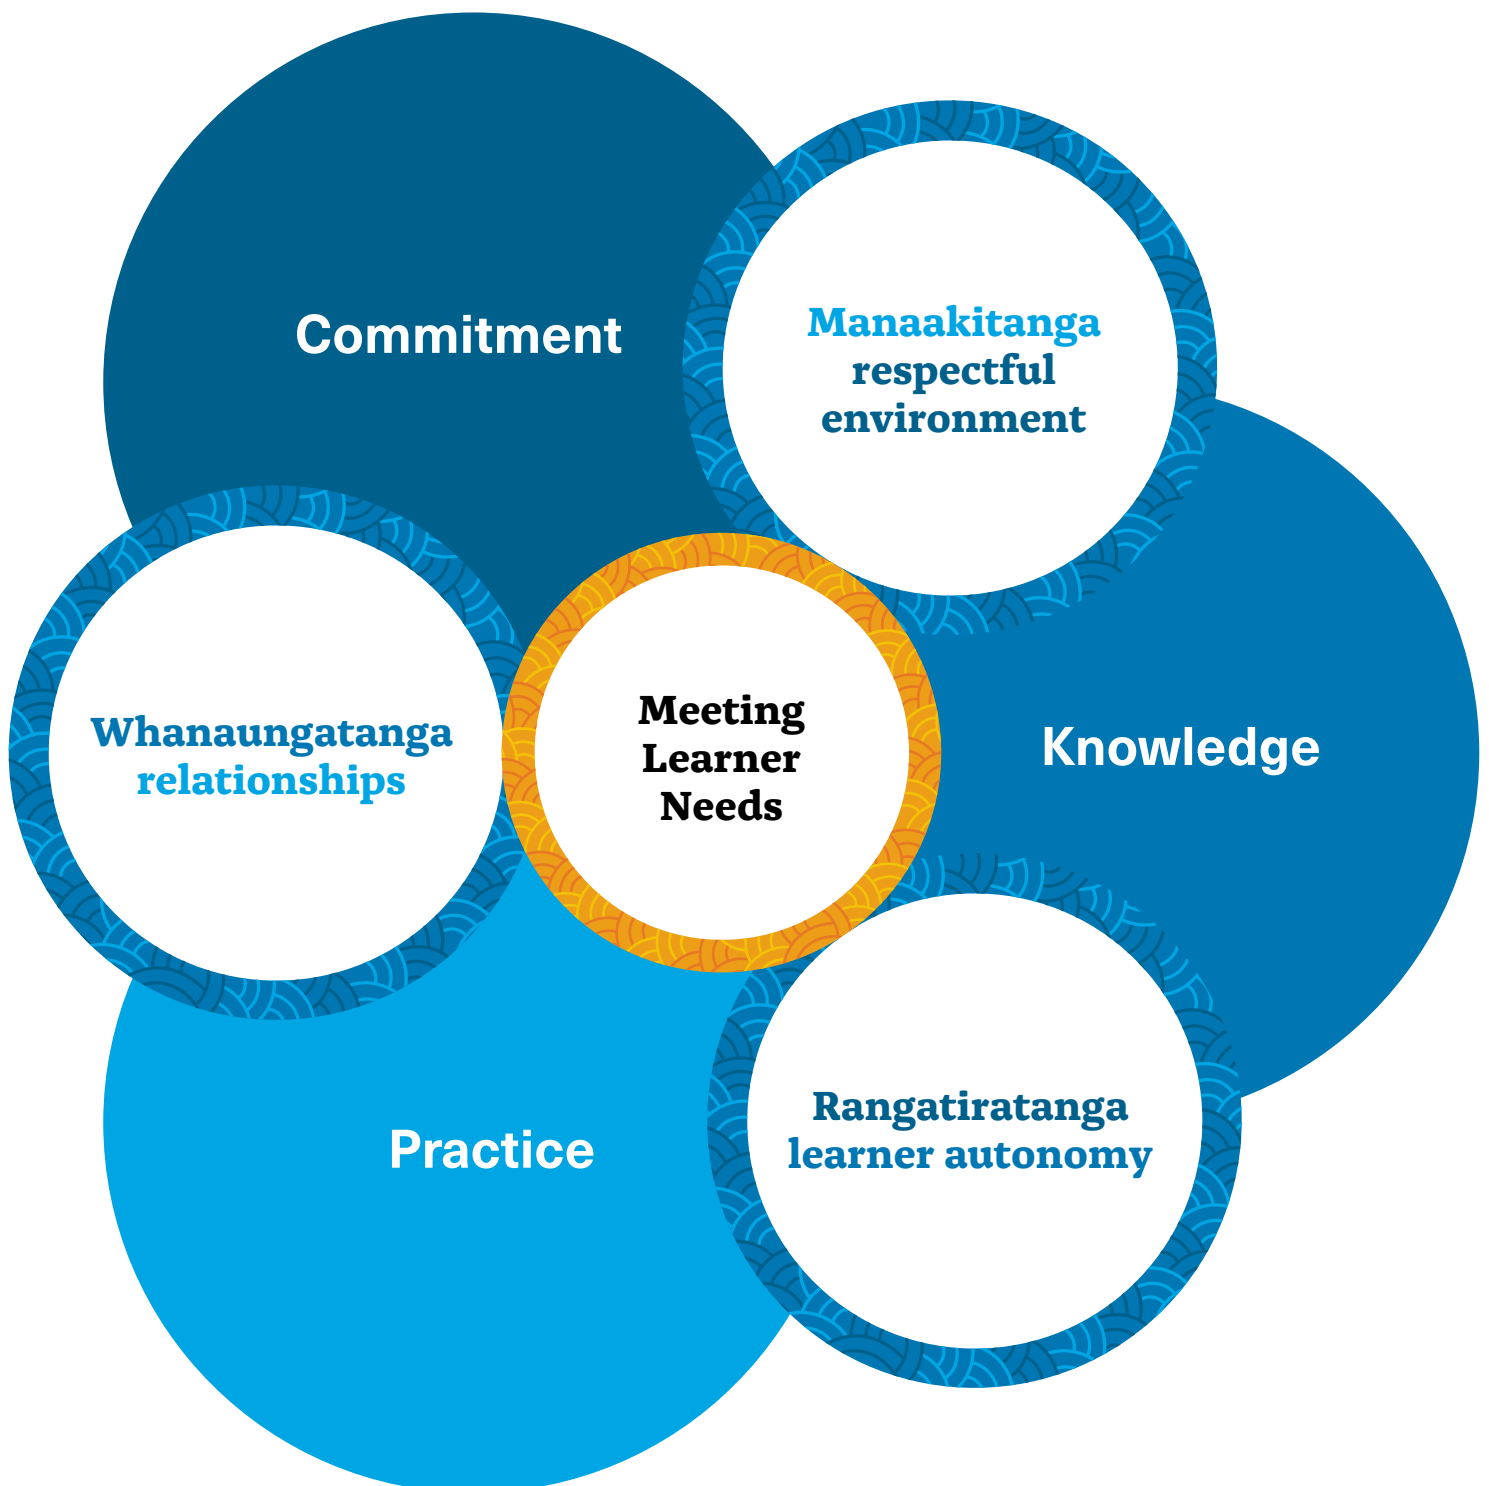 Commitment
Manaakitanga
respectful
environment
Whanaungatanga
relationships
Meeting
Learner
Needs
Knowledge
Practice
Rangatiratanga
learner autonomy